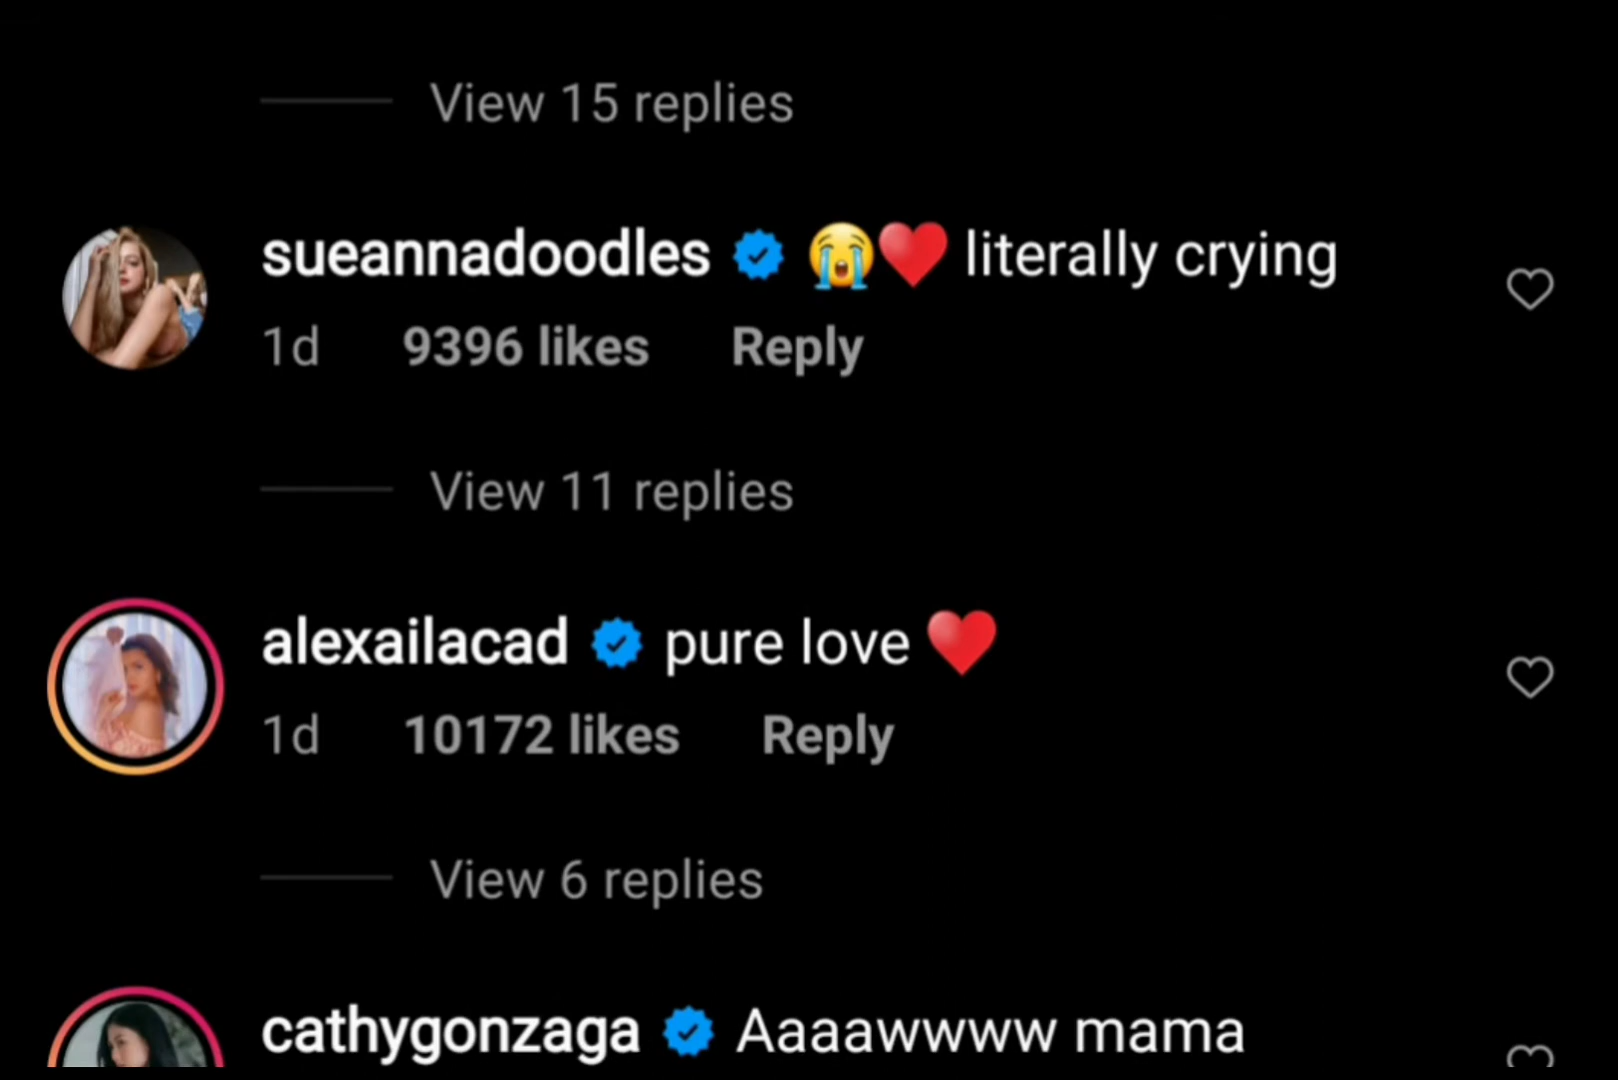 View 15 replies
sueannadoodles 😭❤️ literally crying
1d 9396 likes Reply
View 11 replies
alexailacad pure love ❤️
1d 10172 likes Reply
View 6 replies
cathygonzaga Aaaawwww mama